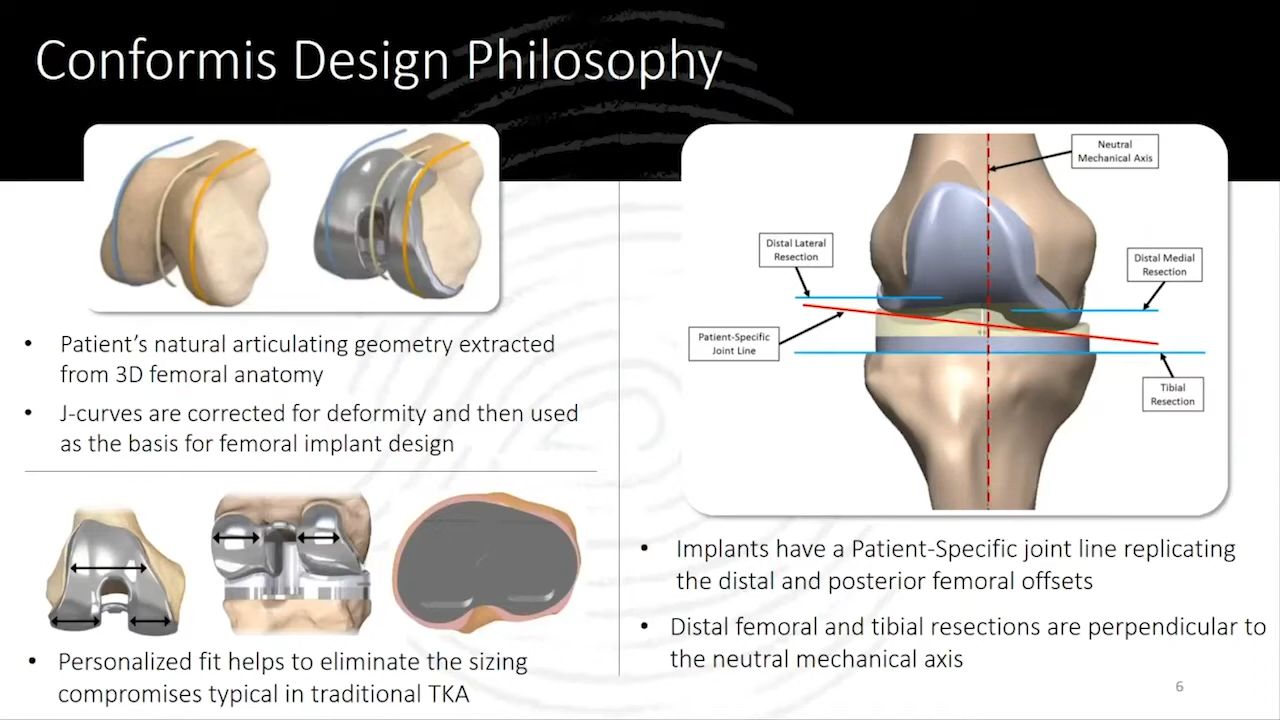 Conformis Design Philosophy
• Patient’s natural articulating geometry extracted
from 3D femoral anatomy
• J-curves are corrected for deformity and then used
as the basis for femoral implant design
• Personalized fit helps to eliminate the sizing
compromises typical in traditional TKA
Neutral
Mechanical Axis
Distal Lateral
Resection
Distal Medial
Resection
Patient-Specific
Joint Line
Tibial
Resection
• Implants have a Patient-Specific joint line replicating
the distal and posterior femoral offsets
• Distal femoral and tibial resections are perpendicular to
the neutral mechanical axis
6